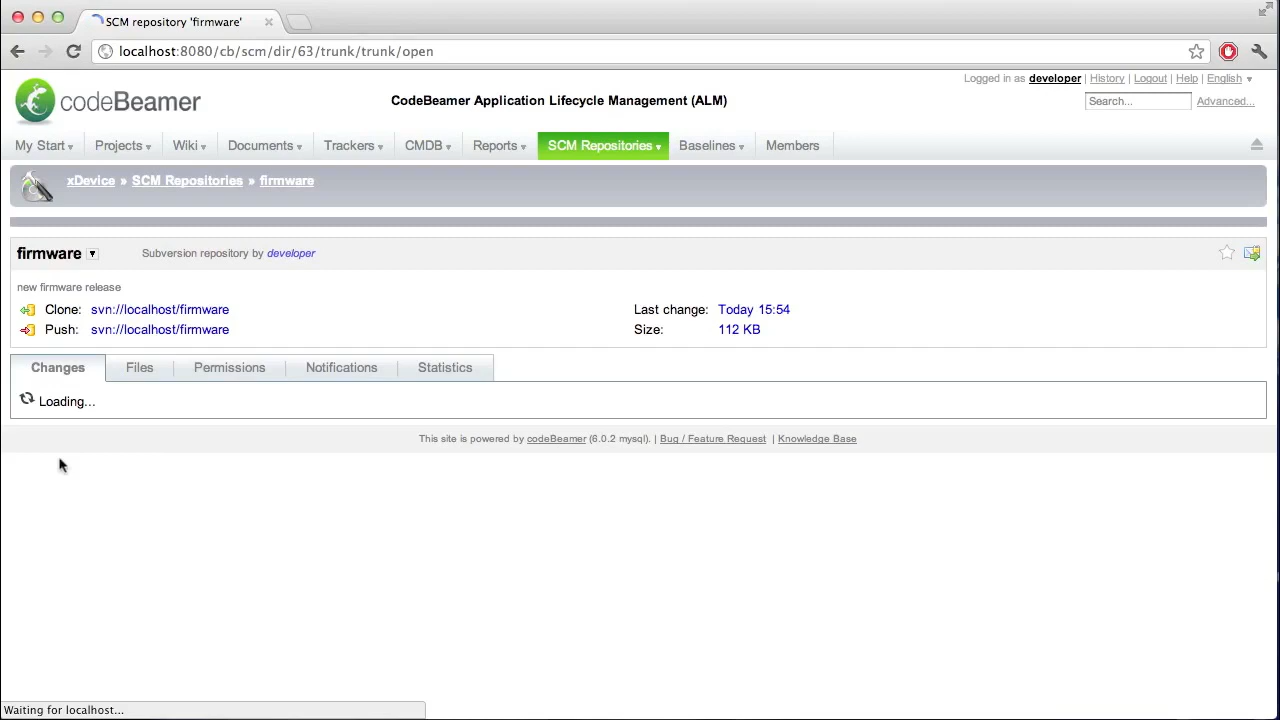 SCM repository 'firmware'
localhost:8080/cb/scm/dir/63/trunk/trunk/open
Logged in as developer | History | Logout | Help | English
codeBeamer
CodeBeamer Application Lifecycle Management (ALM)
Search...
Advanced...
My Start
Projects
Wiki
Documents
Trackers
CMDB
Reports
SCM Repositories
Baselines
Members
xDevice » SCM Repositories » firmware
firmware
Subversion repository by developer
new firmware release
Clone: svn://localhost/firmware
Last change: Today 15:54
Push: svn://localhost/firmware
Size: 112 KB
Changes
Files
Permissions
Notifications
Statistics
Loading...
This site is powered by codeBeamer (6.0.2 mysql). | Bug / Feature Request | Knowledge Base
Waiting for localhost...